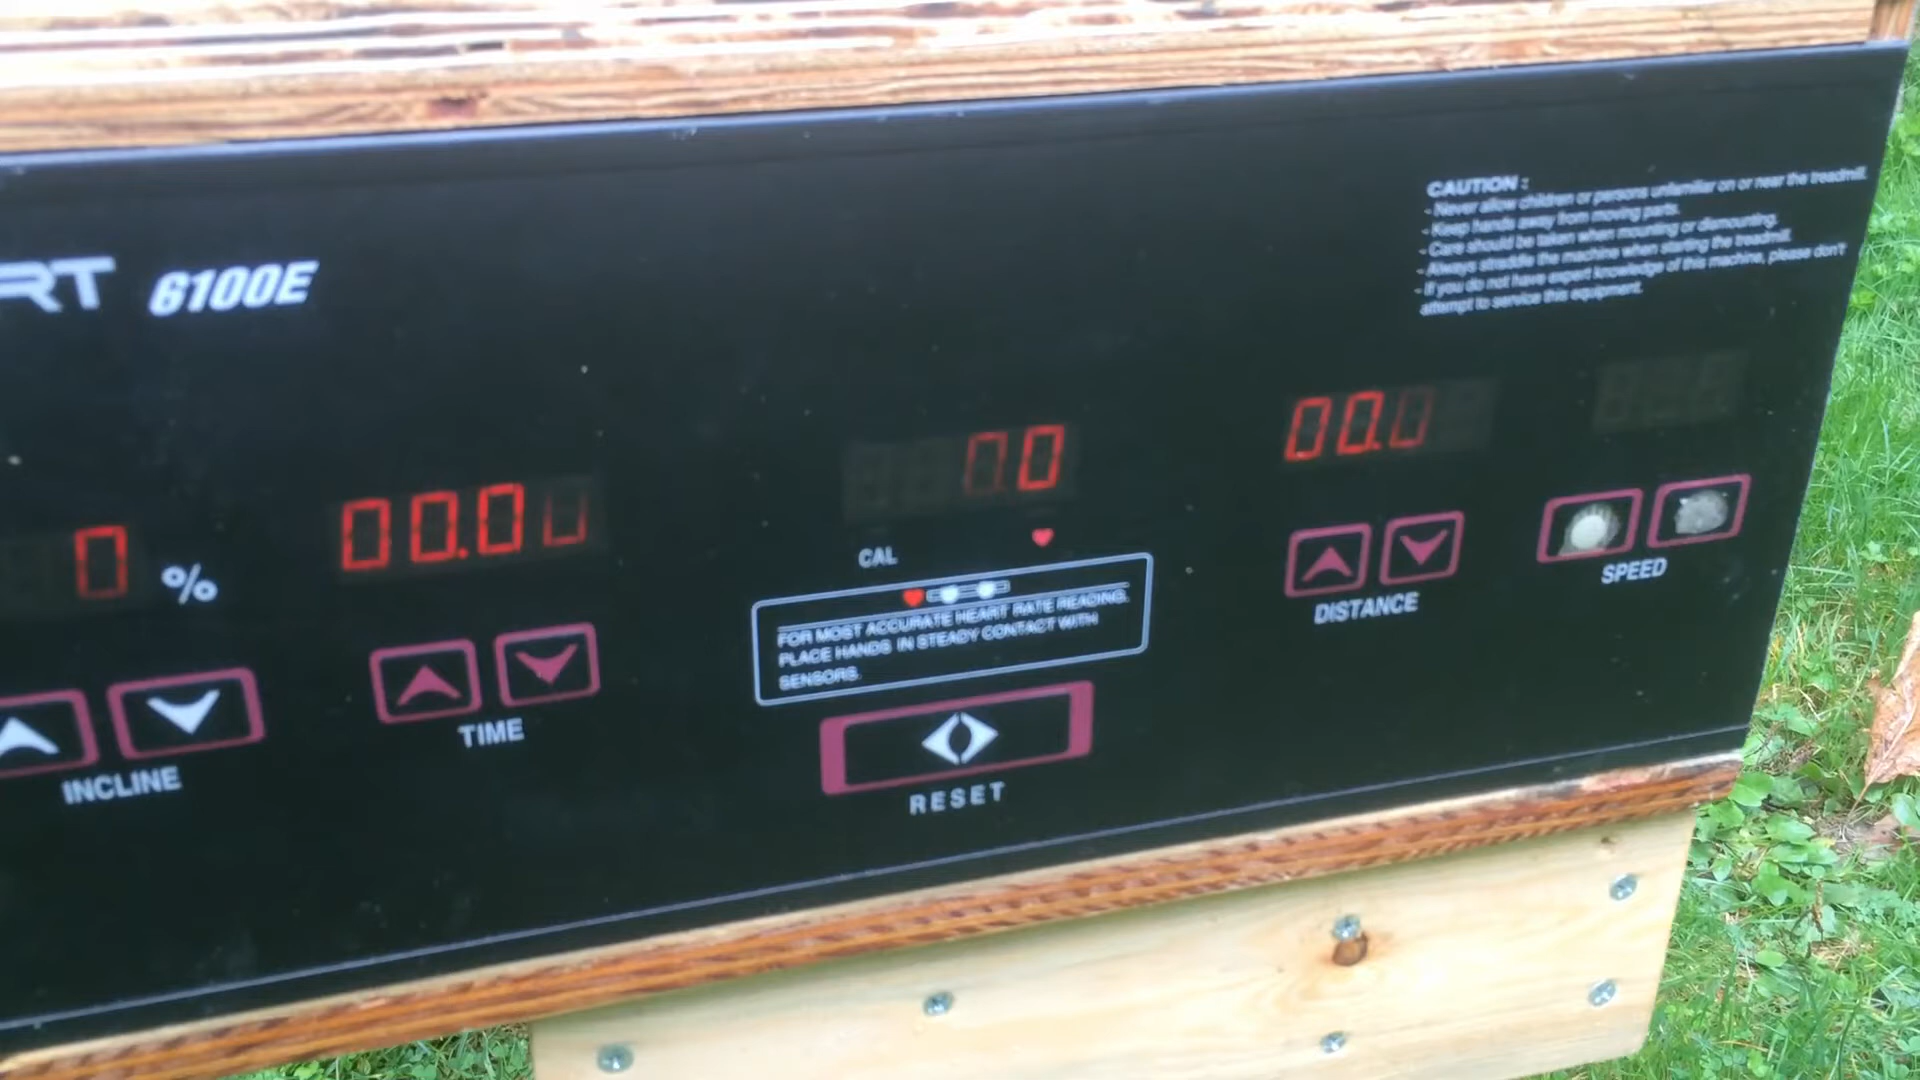 CAUTION :
- Never allow children or persons unfamiliar on or near the treadmill.
- Keep hands away from moving parts.
- Care should be taken when mounting or dismounting.
- Always straddle the machine when starting the treadmill.
- If you do not have expert knowledge of this machine, please don't
attempt to service this equipment.
RT 6100E
0 %
00.0
00
00.0
CAL
FOR MOST ACCURATE HEART RATE READING,
PLACE HANDS IN STEADY CONTACT WITH
SENSORS.
INCLINE
TIME
RESET
DISTANCE
SPEED